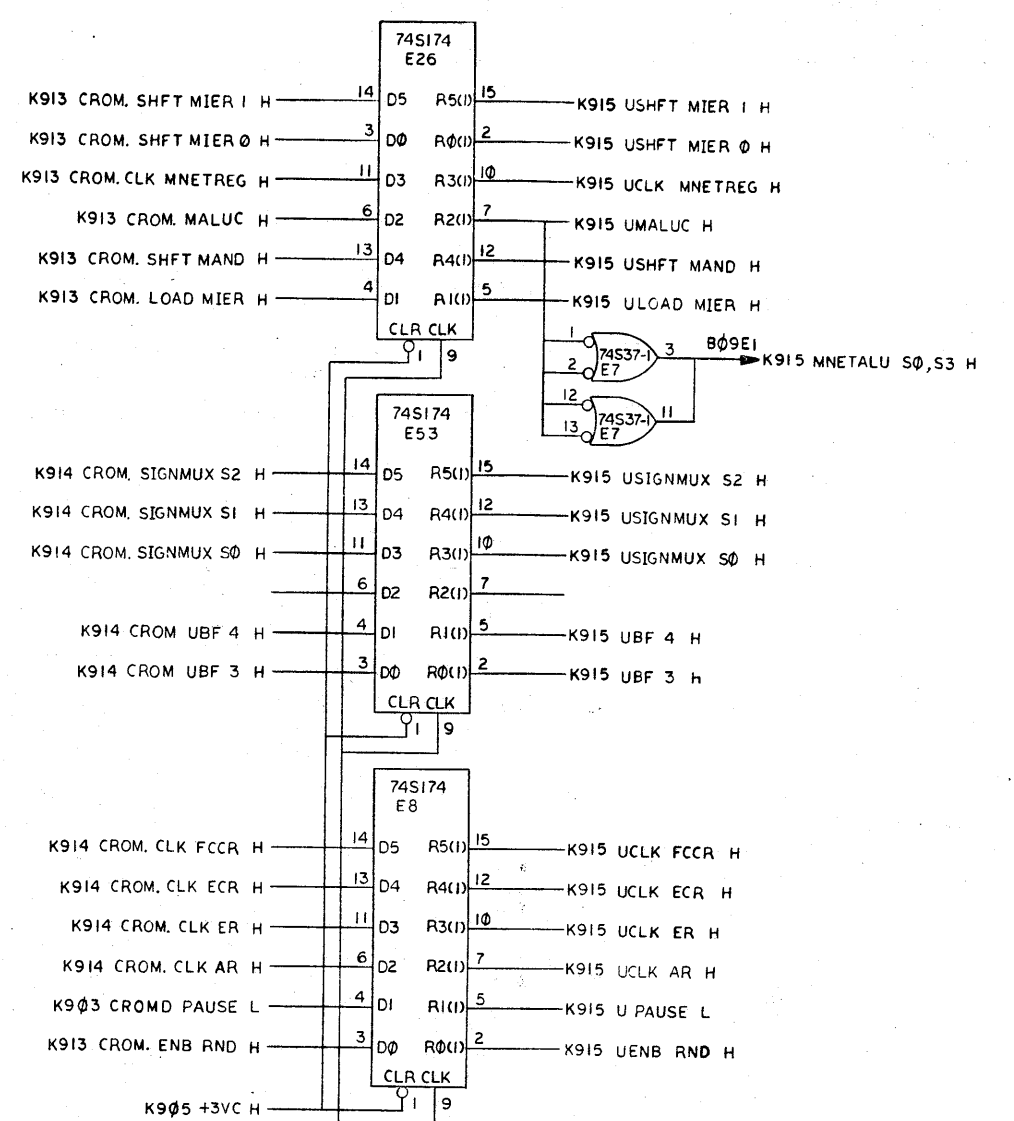 74S174
E26
K913 CROM. SHFT MIER 1 H 14 D5 R5(1) 15 K915 USHFT MIER 1 H
K913 CROM. SHFT MIER Ø H 3 DØ RØ(1) 2 K915 USHFT MIER Ø H
K913 CROM. CLK MNETREG H 11 D3 R3(1) 1Ø K915 UCLK MNETREG H
K913 CROM. MALUC H 6 D2 R2(1) 7 K915 UMALUC H
K913 CROM. SHFT MAND H 13 D4 R4(1) 12 K915 USHFT MAND H
K913 CROM. LOAD MIER H 4 D1 R1(1) 5 K915 ULOAD MIER H
CLR CLK
1 9
1 2 74S37-1 E7 3 BØ9E1 K915 MNETALU SØ,S3 H
12 13 74S37-1 E7 11
74S174
E53
K914 CROM. SIGNMUX S2 H 14 D5 R5(1) 15 K915 USIGNMUX S2 H
K914 CROM. SIGNMUX S1 H 13 D4 R4(1) 12 K915 USIGNMUX S1 H
K914 CROM. SIGNMUX SØ H 11 D3 R3(1) 1Ø K915 USIGNMUX SØ H
6 D2 R2(1) 7
K914 CROM UBF 4 H 4 D1 R1(1) 5 K915 UBF 4 H
K914 CROM UBF 3 H 3 DØ RØ(1) 2 K915 UBF 3 h
CLR CLK
1 9
74S174
E8
K914 CROM. CLK FCCR H 14 D5 R5(1) 15 K915 UCLK FCCR H
K914 CROM. CLK ECR H 13 D4 R4(1) 12 K915 UCLK ECR H
K914 CROM. CLK ER H 11 D3 R3(1) 1Ø K915 UCLK ER H
K914 CROM. CLK AR H 6 D2 R2(1) 7 K915 UCLK AR H
K9Ø3 CROMD PAUSE L 4 D1 R1(1) 5 K915 U PAUSE L
K913 CROM. ENB RND H 3 DØ RØ(1) 2 K915 UENB RND H
CLR CLK
K9Ø5 +3VC H 1 9